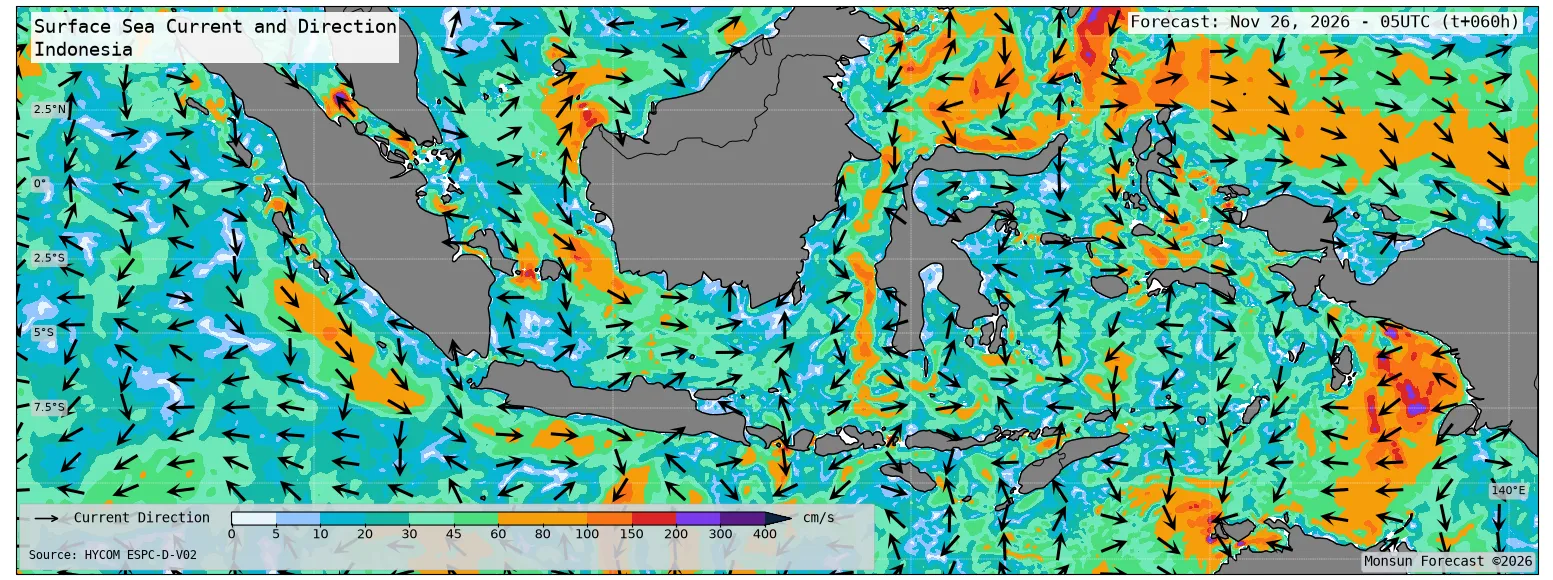 Surface Sea Current and Direction
Indonesia
Forecast: Nov 26, 2026 - 05UTC (t+060h)
2.5°N
0°
2.5°S
5°S
7.5°S
140°E
Current Direction
0 5 10 20 30 45 60 80 100 150 200 300 400 cm/s
Source: HYCOM ESPC-D-V02
Monsun Forecast ©2026